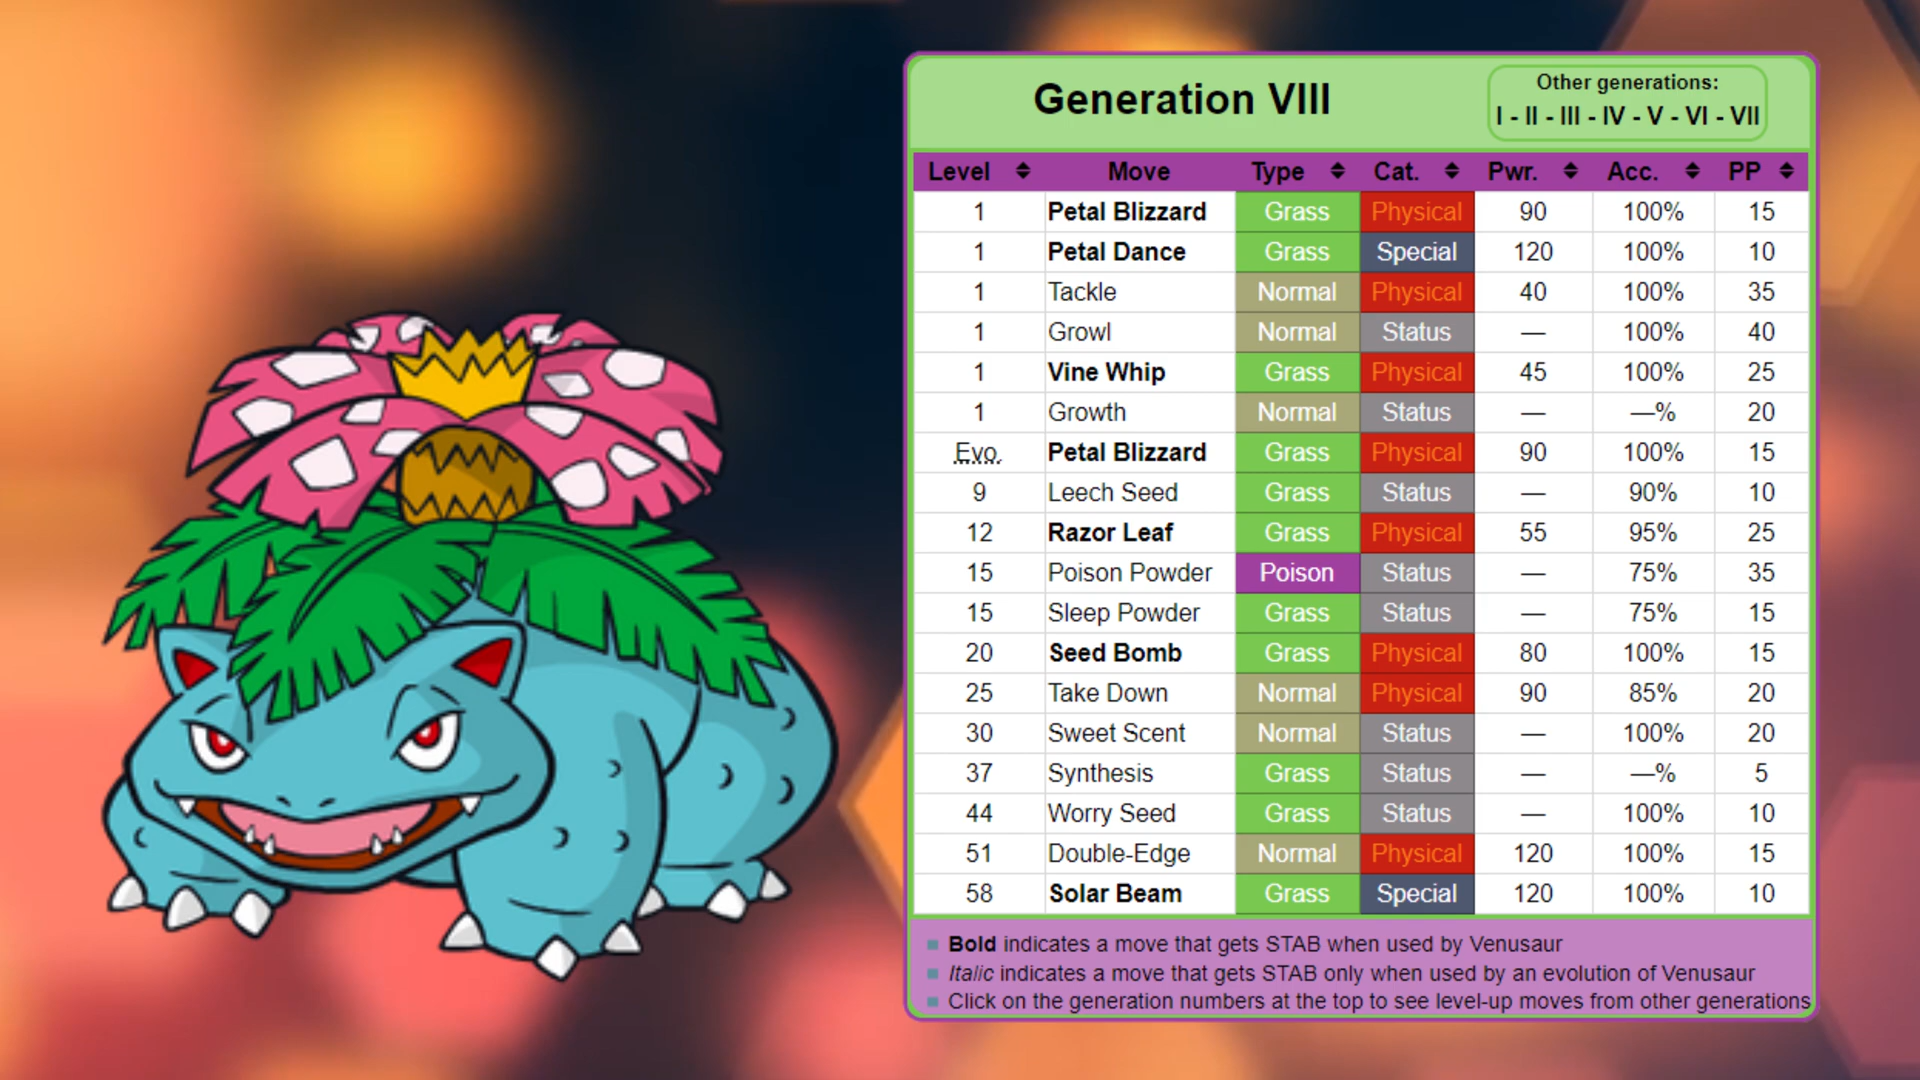 Generation VIII
Other generations:
I - II - III - IV - V - VI - VII
Level Move Type Cat. Pwr. Acc. PP
1 Petal Blizzard Grass Physical 90 100% 15
1 Petal Dance Grass Special 120 100% 10
1 Tackle Normal Physical 40 100% 35
1 Growl Normal Status — 100% 40
1 Vine Whip Grass Physical 45 100% 25
1 Growth Normal Status — —% 20
Evo. Petal Blizzard Grass Physical 90 100% 15
9 Leech Seed Grass Status — 90% 10
12 Razor Leaf Grass Physical 55 95% 25
15 Poison Powder Poison Status — 75% 35
15 Sleep Powder Grass Status — 75% 15
20 Seed Bomb Grass Physical 80 100% 15
25 Take Down Normal Physical 90 85% 20
30 Sweet Scent Normal Status — 100% 20
37 Synthesis Grass Status — —% 5
44 Worry Seed Grass Status — 100% 10
51 Double-Edge Normal Physical 120 100% 15
58 Solar Beam Grass Special 120 100% 10
Bold indicates a move that gets STAB when used by Venusaur
Italic indicates a move that gets STAB only when used by an evolution of Venusaur
Click on the generation numbers at the top to see level-up moves from other generations